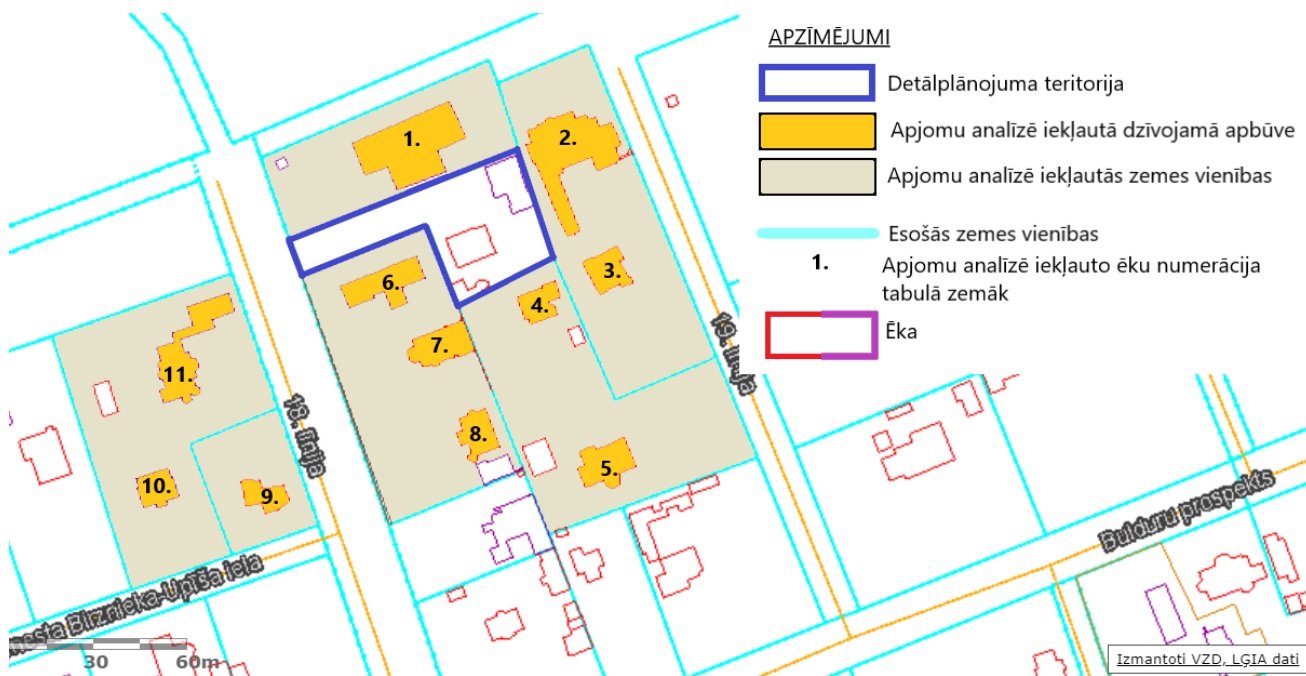 APZĪMĒJUMI
Detālplānojuma teritorija
Apjomu analīzē iekļautā dzīvojamā apbūve
Apjomu analīzē iekļautās zemes vienības
Esošās zemes vienības
1. Apjomu analīzē iekļauto ēku numerācija
tabulā zemāk
Ēka
1.
2.
3.
4.
5.
6.
7.
8.
9.
10.
11.
18. līnija
19. līnija
Bulduru prospekts
nesta Birznieka-Upīša iela
30 60m
Izmantoti VZD, LĢIA dati